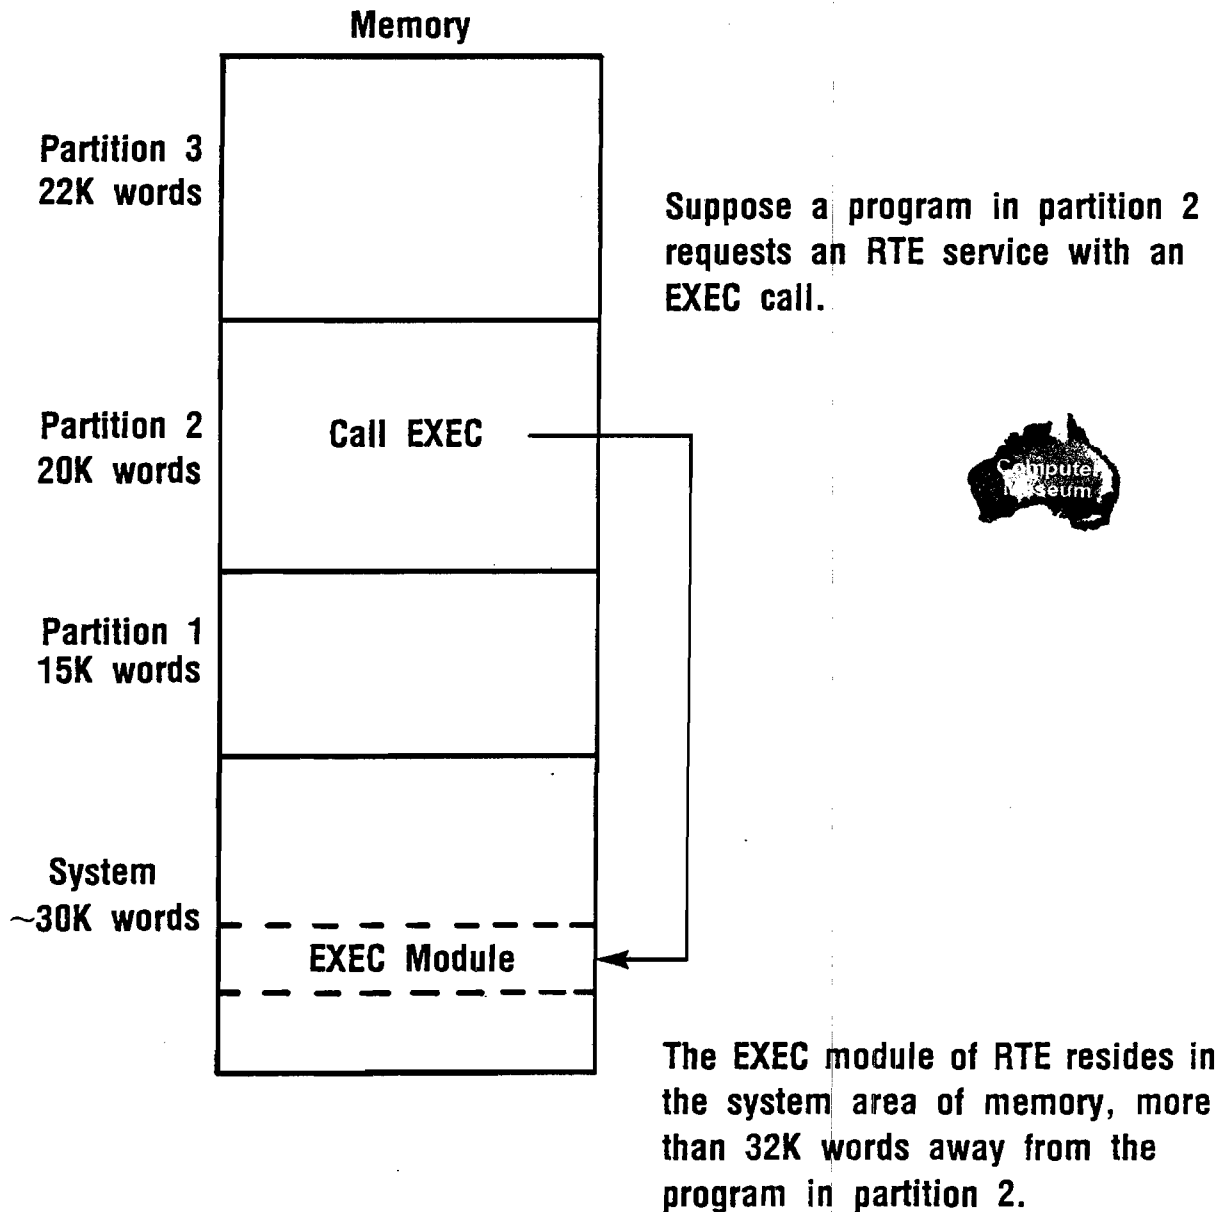 Memory
Partition 3
22K words
Suppose a program in partition 2
requests an RTE service with an
EXEC call.
Partition 2
20K words
Call EXEC
Computer
Museum
Partition 1
15K words
System
~30K words
EXEC Module
The EXEC module of RTE resides in
the system area of memory, more
than 32K words away from the
program in partition 2.